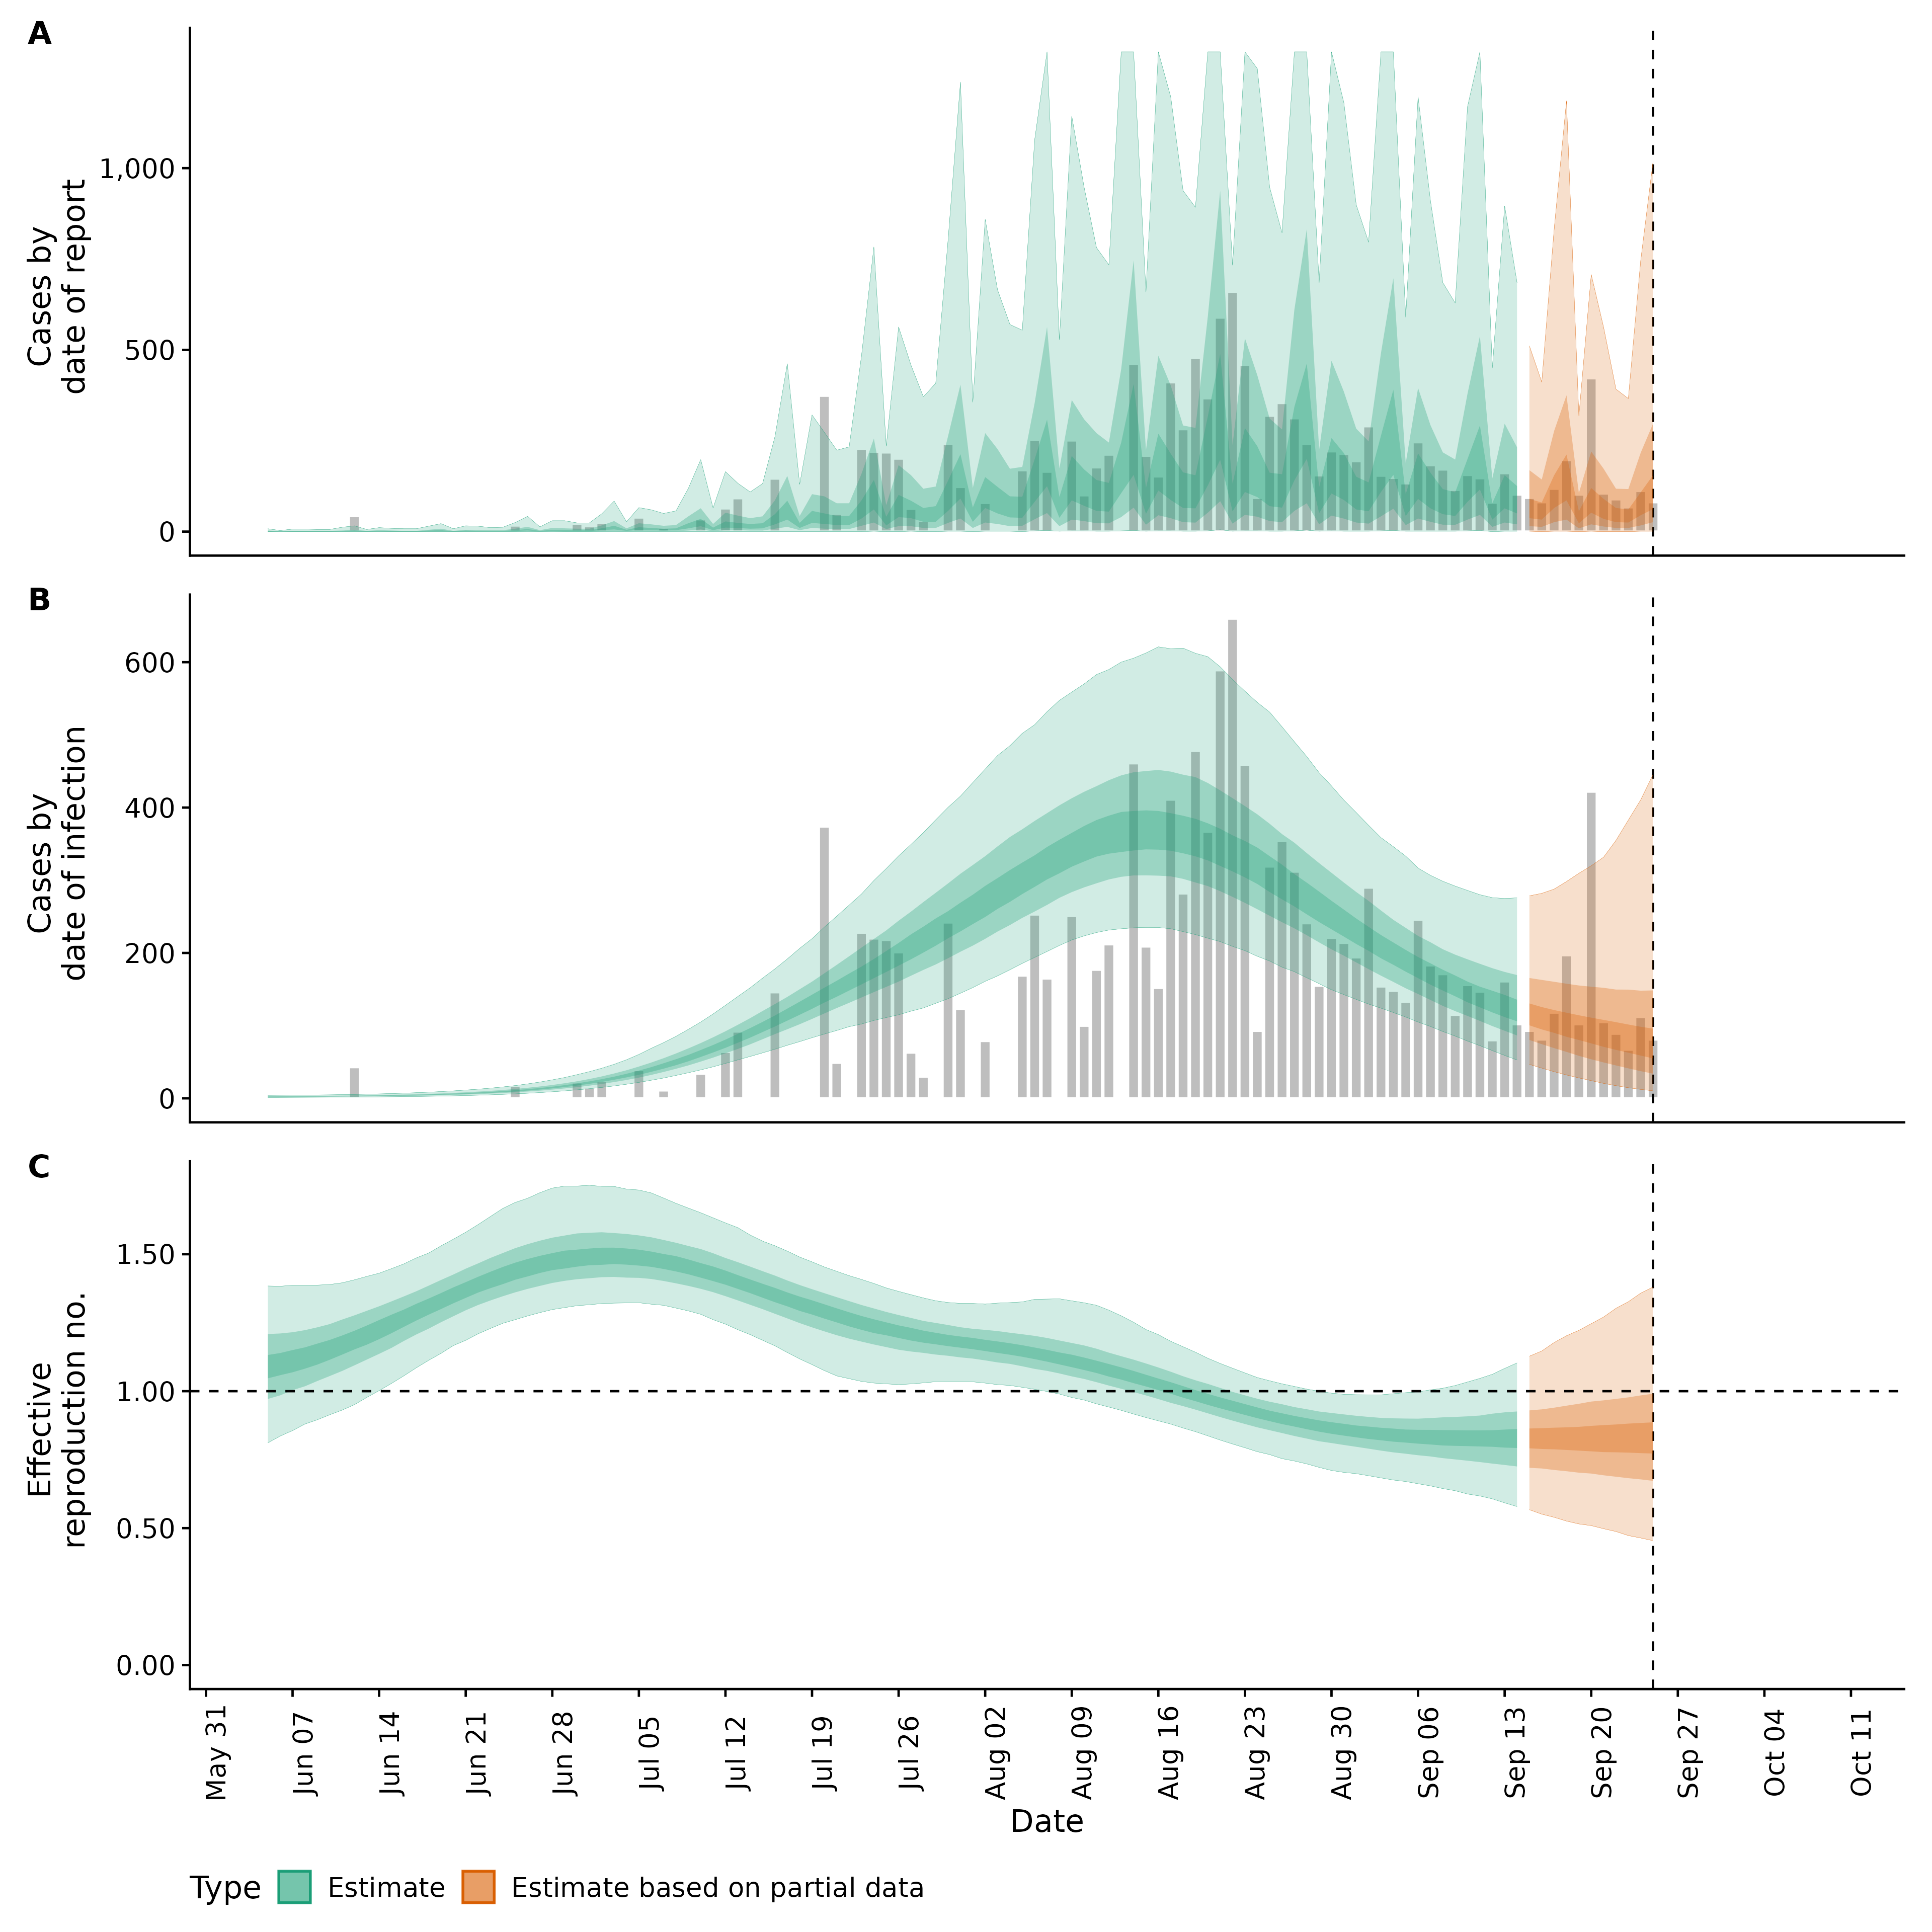 A
Cases by
date of report
1,000
500
0
B
Cases by
date of infection
600
400
200
0
C
Effective
reproduction no.
1.50
1.00
0.50
0.00
May 31
Jun 07
Jun 14
Jun 21
Jun 28
Jul 05
Jul 12
Jul 19
Jul 26
Aug 02
Aug 09
Aug 16
Aug 23
Aug 30
Sep 06
Sep 13
Sep 20
Sep 27
Oct 04
Oct 11
Date
Type Estimate Estimate based on partial data